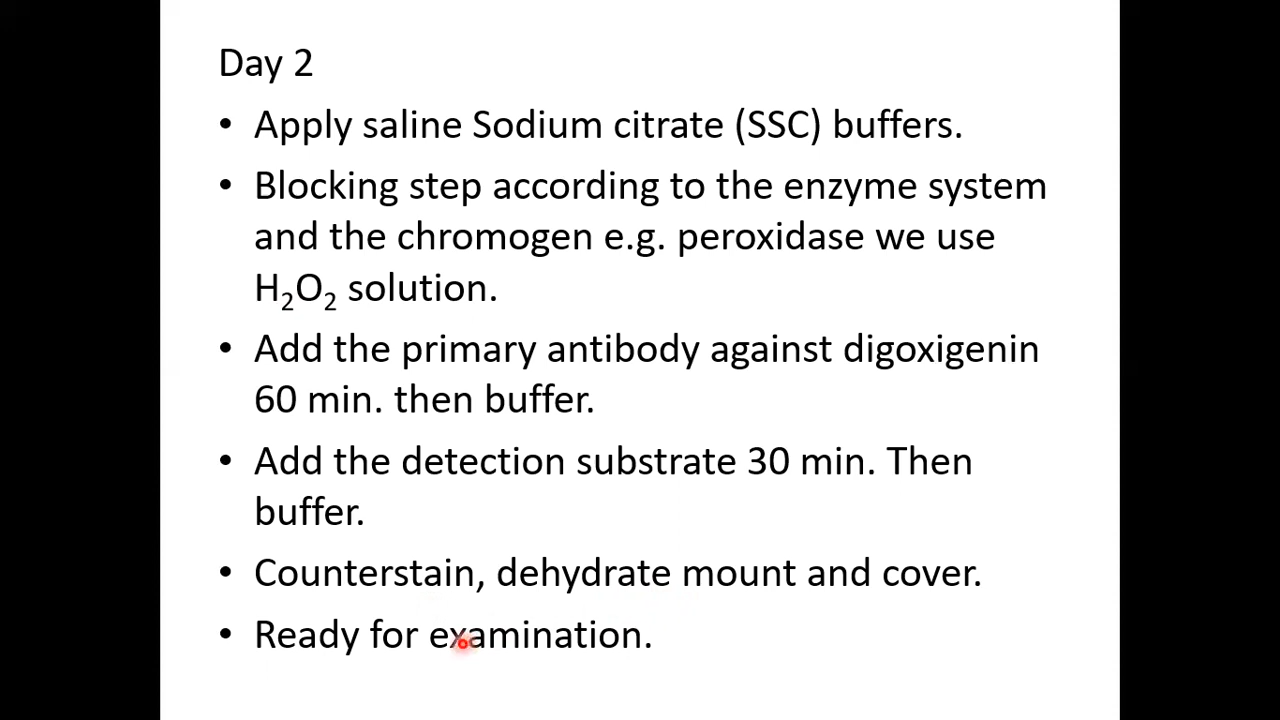 Day 2
• Apply saline Sodium citrate (SSC) buffers.
• Blocking step according to the enzyme system
and the chromogen e.g. peroxidase we use
H₂O₂ solution.
• Add the primary antibody against digoxigenin
60 min. then buffer.
• Add the detection substrate 30 min. Then
buffer.
• Counterstain, dehydrate mount and cover.
• Ready for examination.